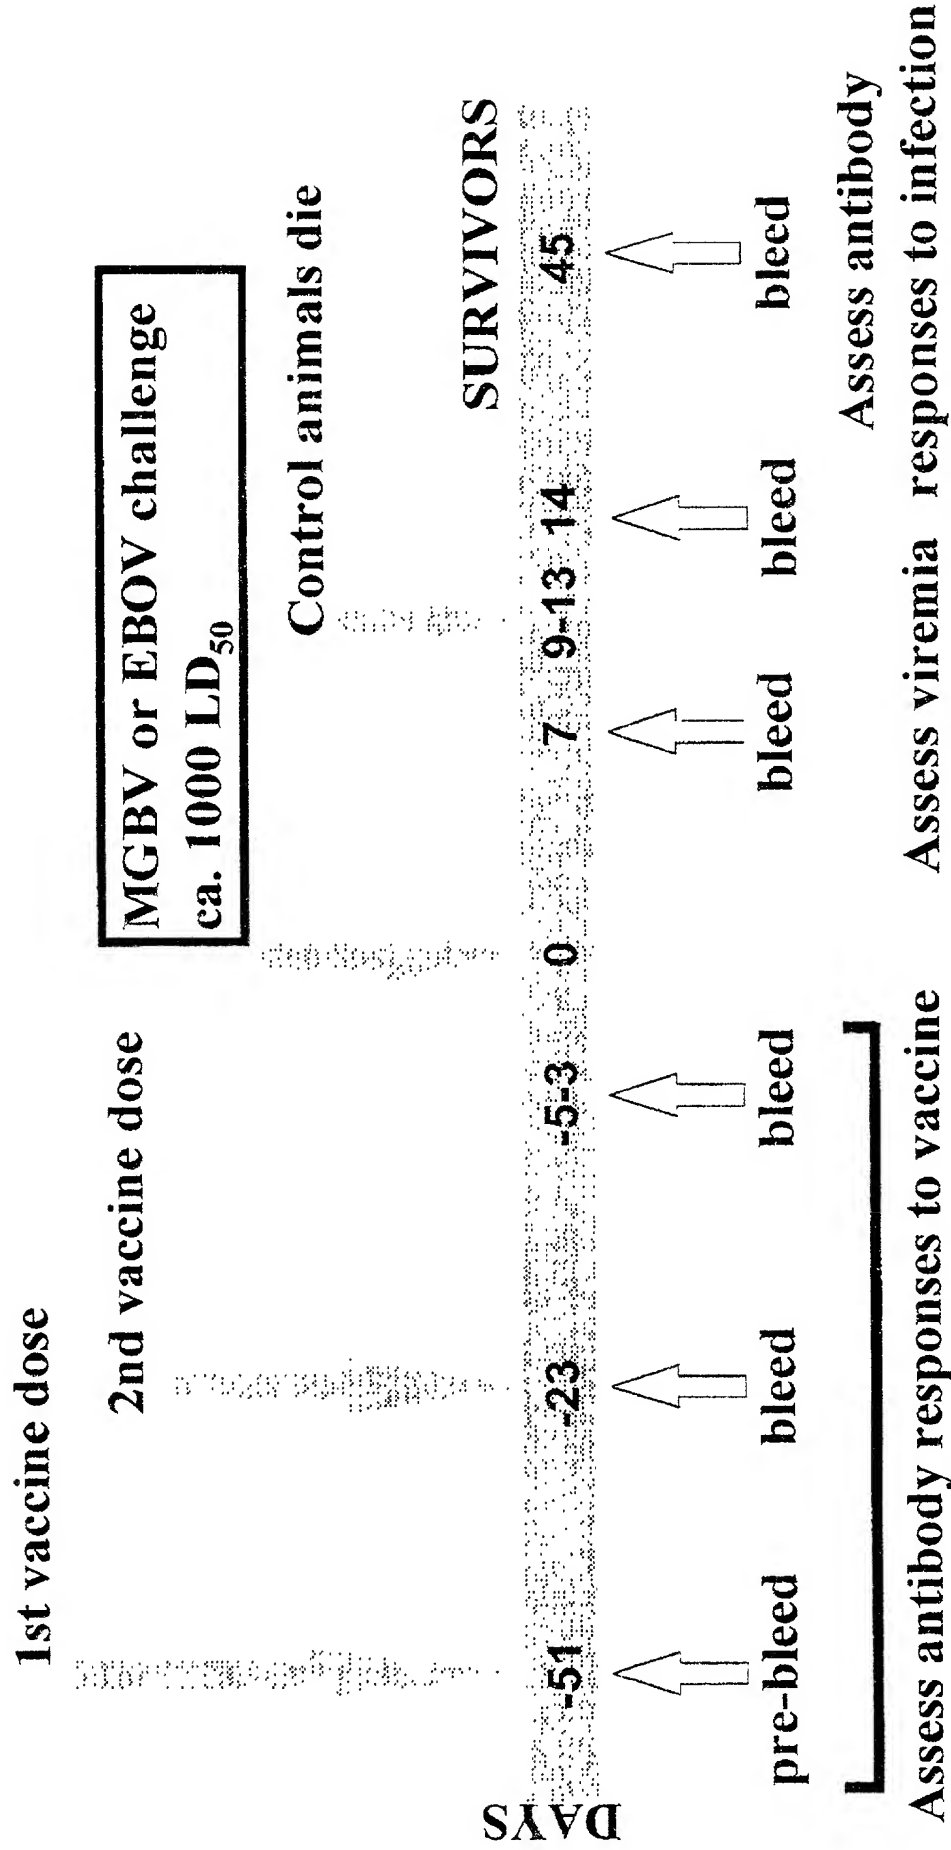 1st vaccine dose
2nd vaccine dose
MGBV or EBOV challenge
ca. 1000 LD50
Control animals die
SURVIVORS
DAYS
-51 -23 -5-3 0 7 9-13 14 45
pre-bleed bleed bleed bleed bleed bleed
Assess antibody responses to vaccine
Assess antibody
Assess viremia responses to infection